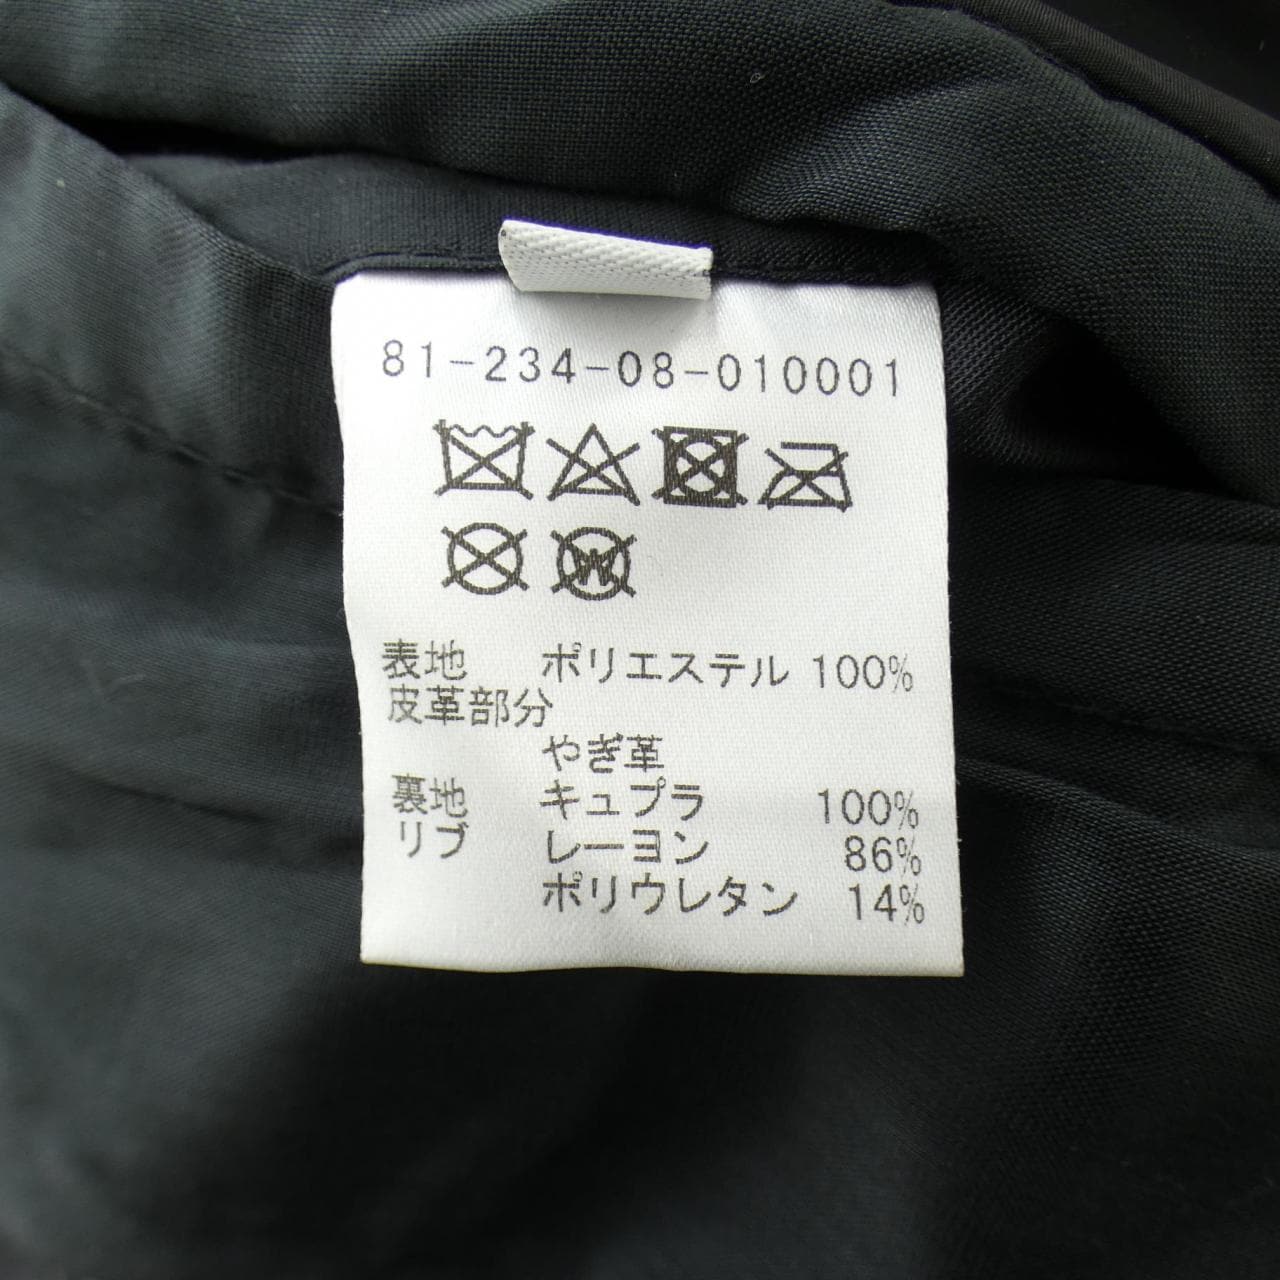 81-234-08-010001
W
表地 ポリエステル 100%
皮革部分
やぎ革
裏地 キュプラ 100%
リブ レーヨン 86%
ポリウレタン 14%